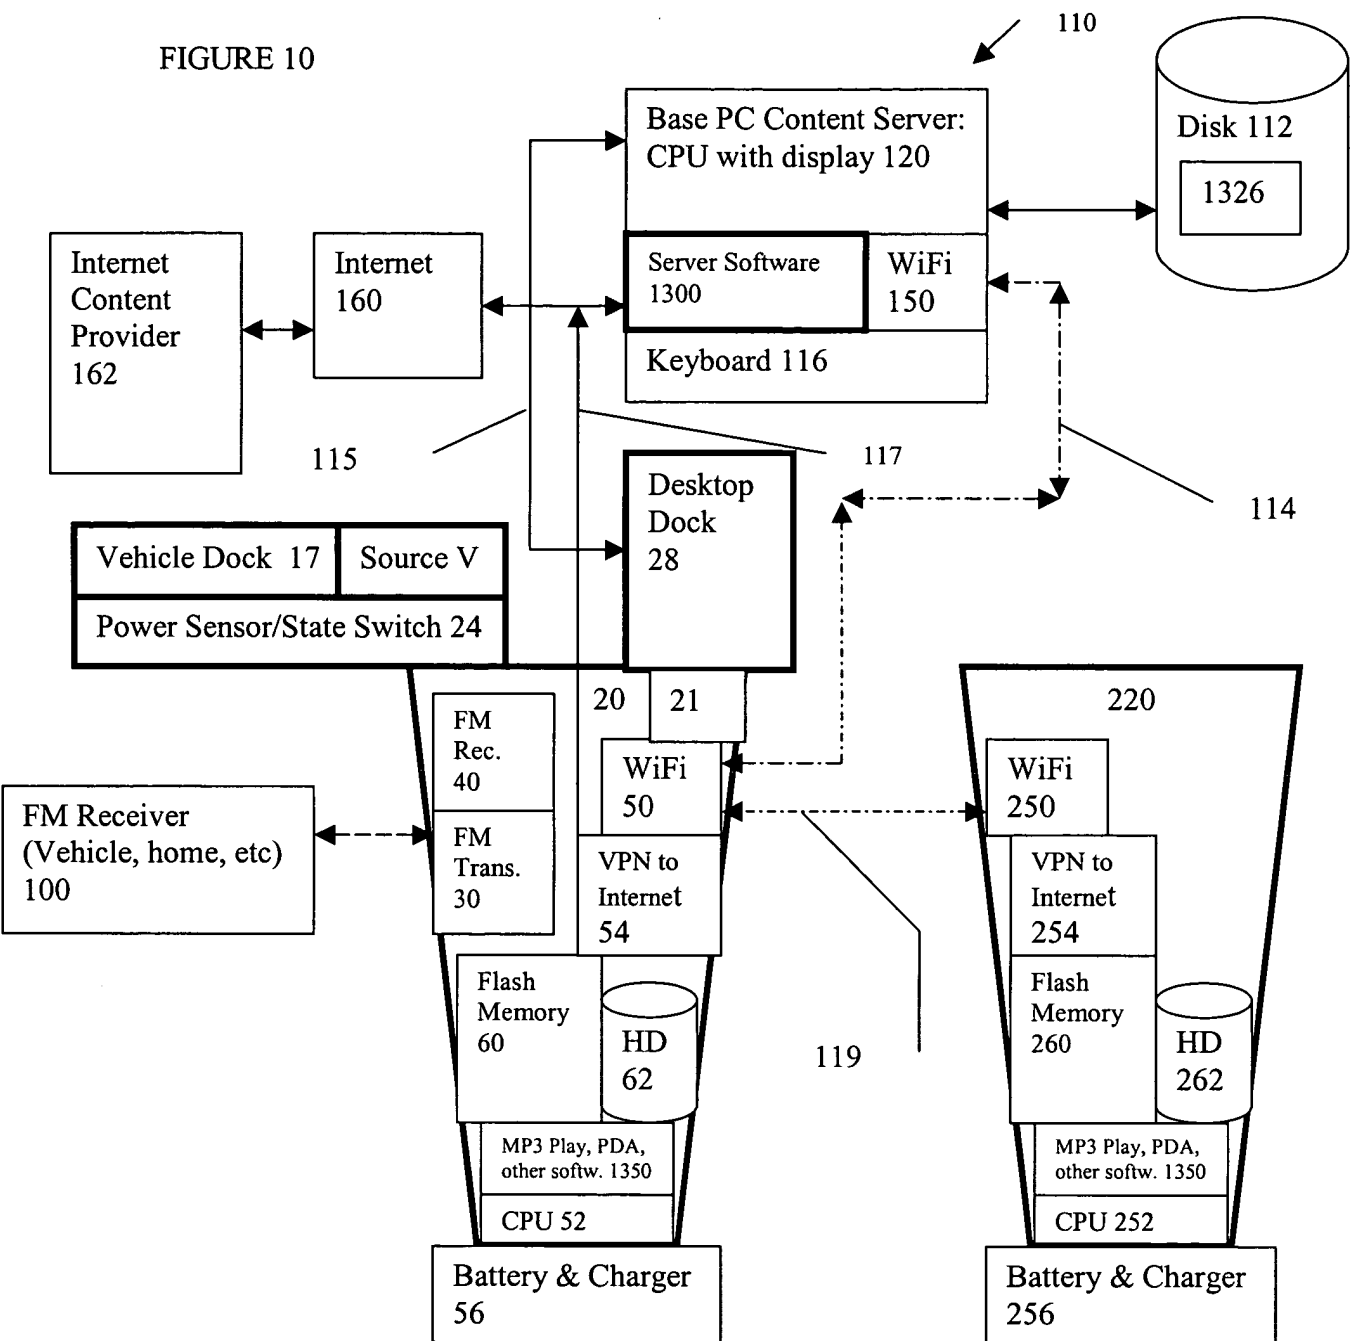 110
FIGURE 10
Base PC Content Server:
CPU with display 120
Disk 112
1326
Internet
Content
Provider
162
Internet
160
Server Software
1300
WiFi
150
Keyboard 116
115
117
114
Desktop
Dock
28
Vehicle Dock 17
Source V
Power Sensor/State Switch 24
20
21
220
FM
Rec.
40
WiFi
50
WiFi
250
FM Receiver
(Vehicle, home, etc)
100
FM
Trans.
30
VPN to
Internet
54
VPN to
Internet
254
Flash
Memory
60
HD
62
119
Flash
Memory
260
HD
262
MP3 Play, PDA,
other softw. 1350
MP3 Play, PDA,
other softw. 1350
CPU 52
CPU 252
Battery & Charger
56
Battery & Charger
256